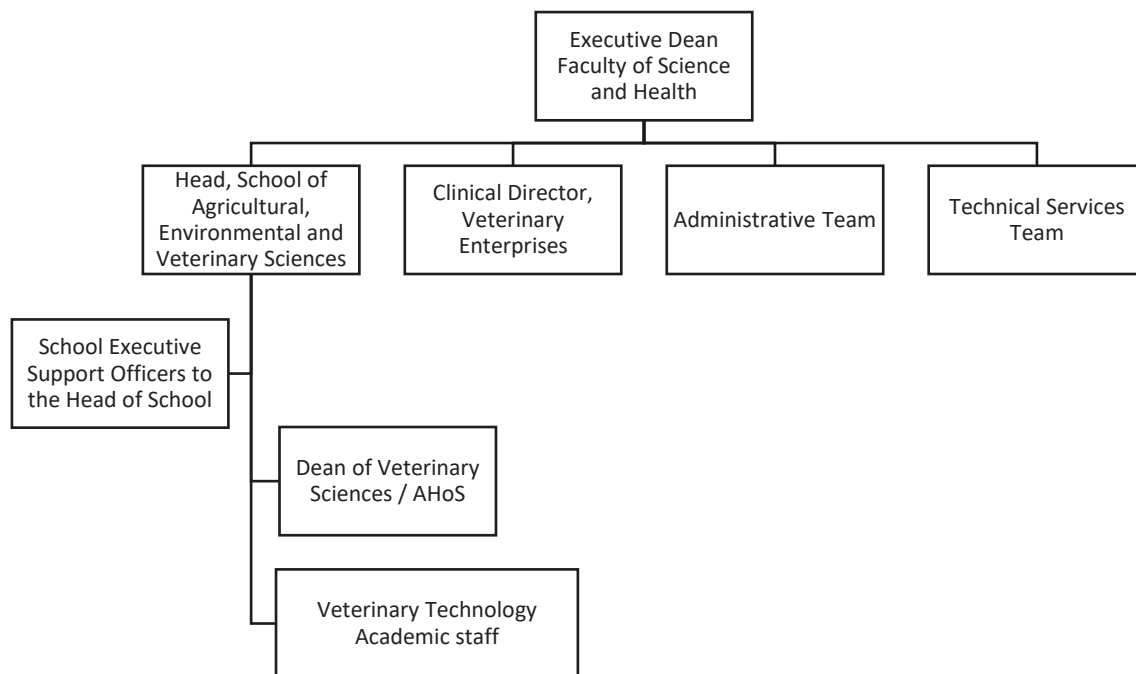 Executive Dean
Faculty of Science
and Health
Head, School of
Agricultural,
Environmental and
Veterinary Sciences
Clinical Director,
Veterinary
Enterprises
Administrative Team
Technical Services
Team
School Executive
Support Officers to
the Head of School
Dean of Veterinary
Sciences / AHoS
Veterinary Technology
Academic staff